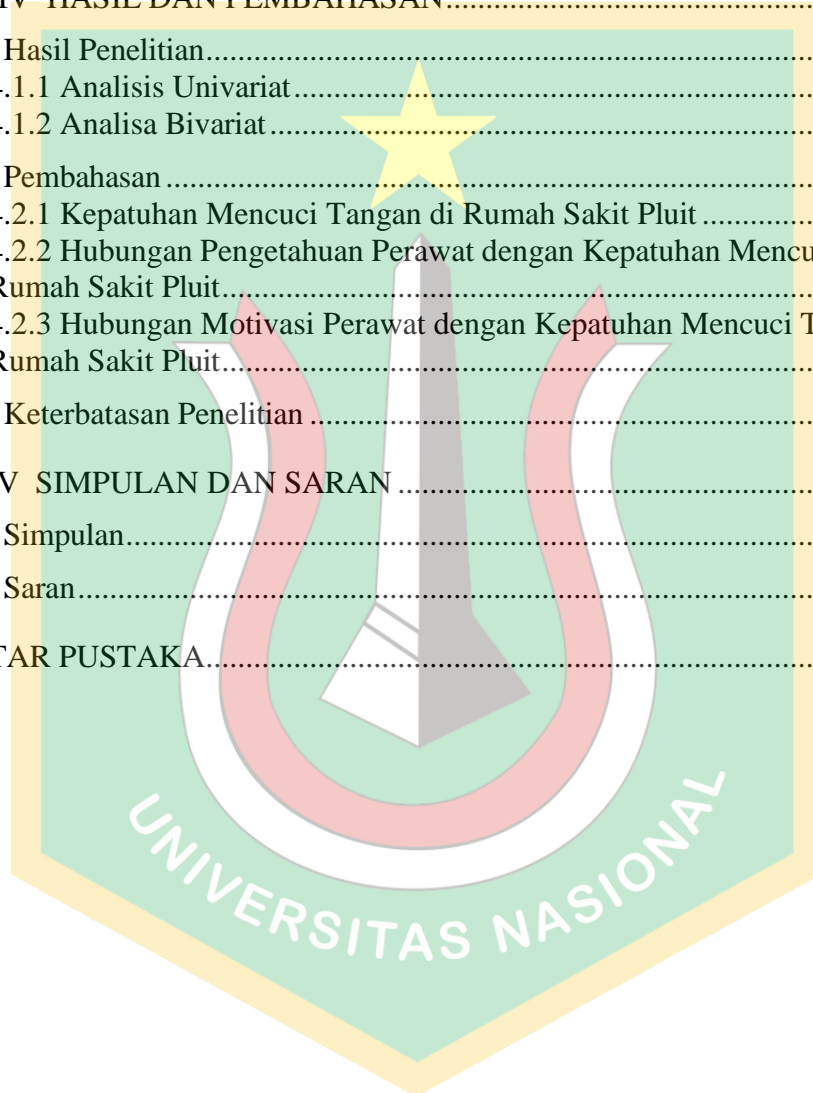 IV HASIL DAN PEMBAHASAN....................................................
Hasil Penelitian....................................................................................
.1.1 Analisis Univariat.........................................................................
.1.2 Analisa Bivariat.............................................................................
Pembahasan..........................................................................................
.2.1 Kepatuhan Mencuci Tangan di Rumah Sakit Pluit...................
.2.2 Hubungan Pengetahuan Perawat dengan Kepatuhan Mencu
Rumah Sakit Pluit..................................................................................
.2.3 Hubungan Motivasi Perawat dengan Kepatuhan Mencuci T
Rumah Sakit Pluit..................................................................................
Keterbatasan Penelitian........................................................................
V SIMPULAN DAN SARAN............................................................
Simpulan................................................................................................
Saran......................................................................................................
TAR PUSTAKA....................................................................................
UNIVERSITAS NASIONAL